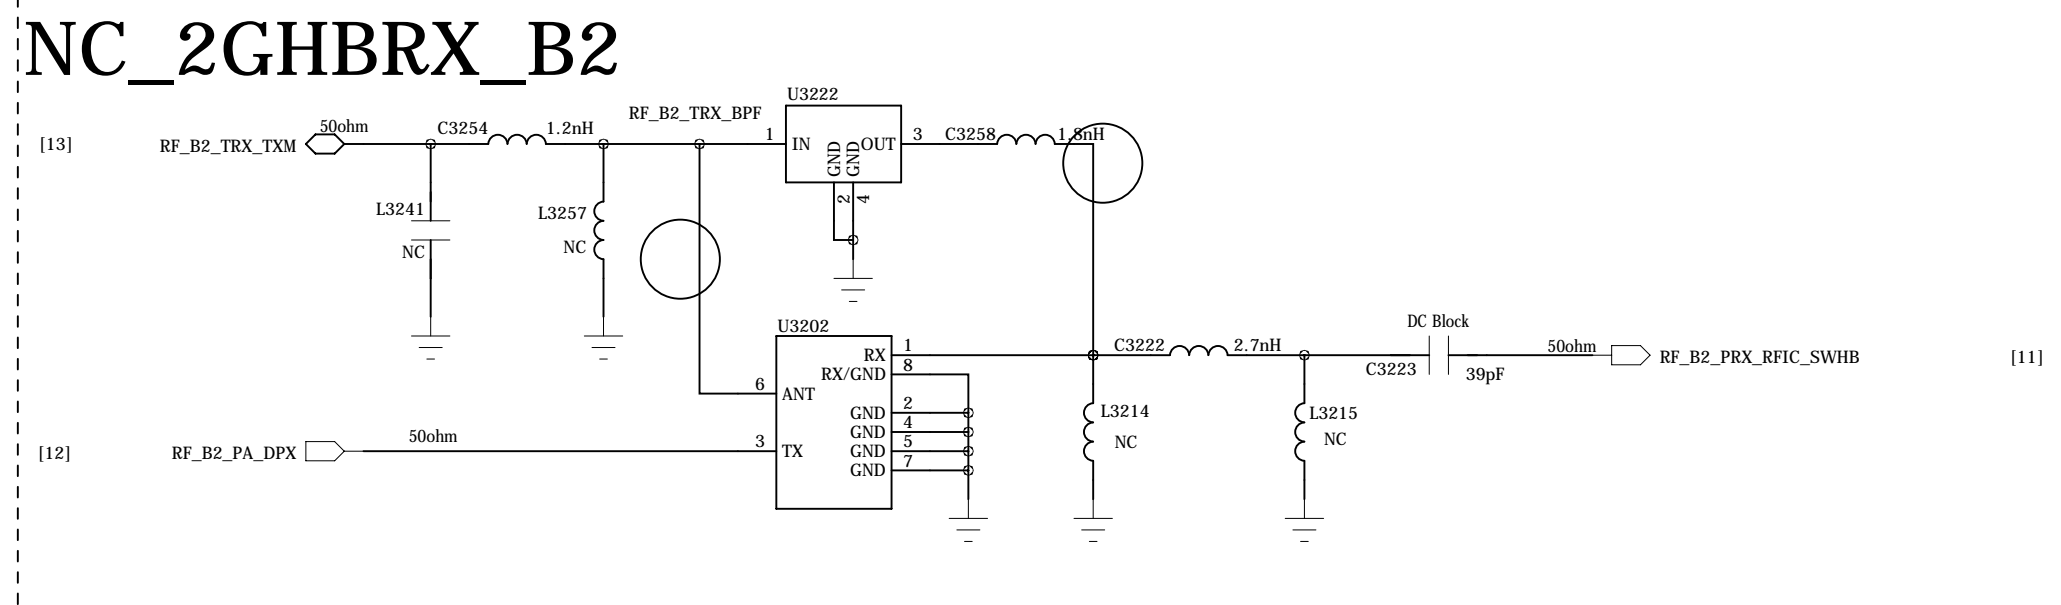 NC_2GHBRX_B2
U3222
RF_B2_TRX_BPF
[13]
RF_B2_TRX_TXM
50ohm
C3254
1.2nH
1
IN
GND
GND
OUT
3
C3258
1.8nH
2
4
L3241
NC
L3257
NC
U3202
RX
1
RX/GND
8
6
ANT
GND
2
GND
4
GND
5
GND
7
3
TX
C3222
2.7nH
DC Block
C3223
39pF
50ohm
RF_B2_PRX_RFIC_SWHB
[11]
L3214
NC
L3215
NC
[12]
RF_B2_PA_DPX
50ohm